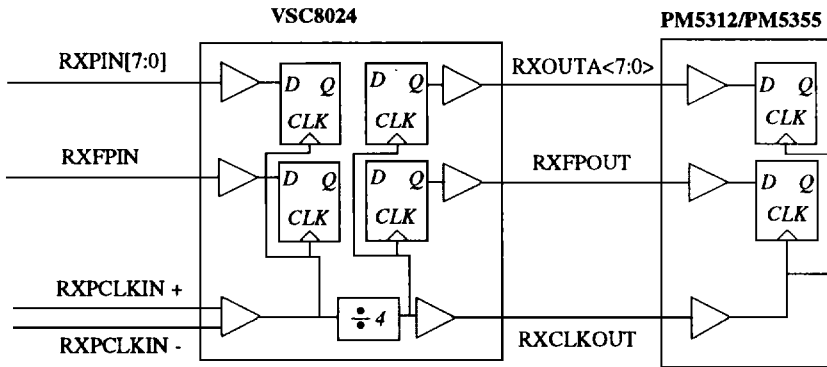 VSC8024
PM5312/PM5355
RXPIN[7:0]
RXOUTA<7:0>
D Q
CLK
D Q
CLK
D Q
CLK
RXFPIN
RXFPOUT
D Q
CLK
D Q
CLK
D Q
CLK
RXPCLKIN +
÷ 4
RXPCLKIN -
RXCLKOUT